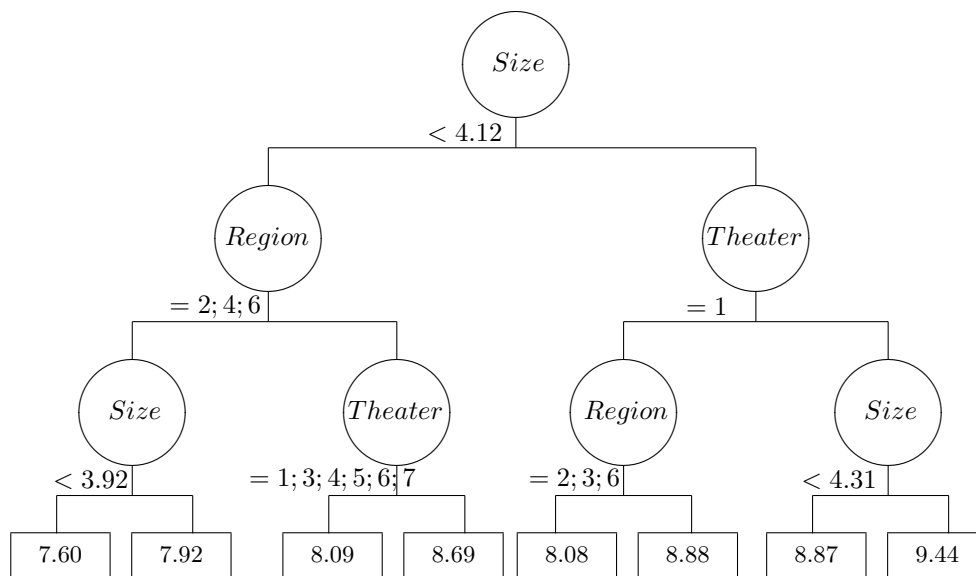 Size
< 4.12
Region
Theater
= 2; 4; 6
= 1
Size
Theater
Region
Size
< 3.92
= 1; 3; 4; 5; 6; 7
= 2; 3; 6
< 4.31
7.60
7.92
8.09
8.69
8.08
8.88
8.87
9.44